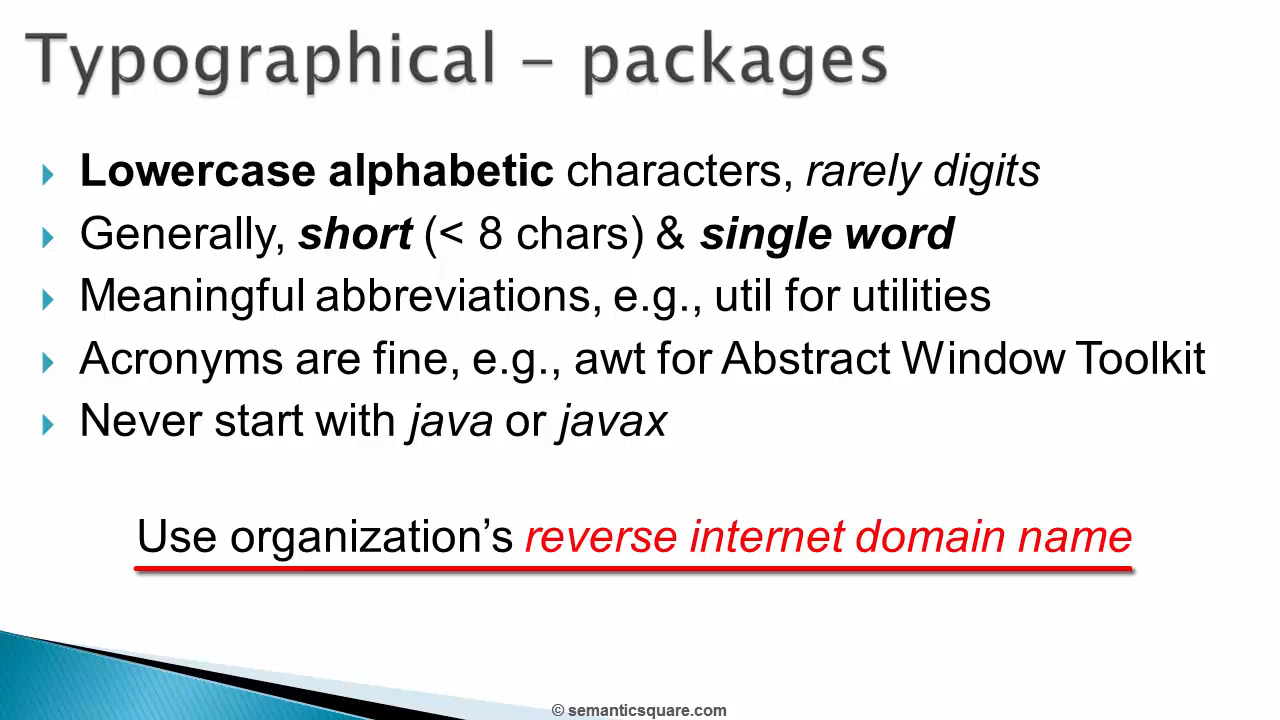 Typographical – packages
Lowercase alphabetic characters, rarely digits
Generally, short (< 8 chars) & single word
Meaningful abbreviations, e.g., util for utilities
Acronyms are fine, e.g., awt for Abstract Window Toolkit
Never start with java or javax
Use organization’s reverse internet domain name
© semanticsquare.com